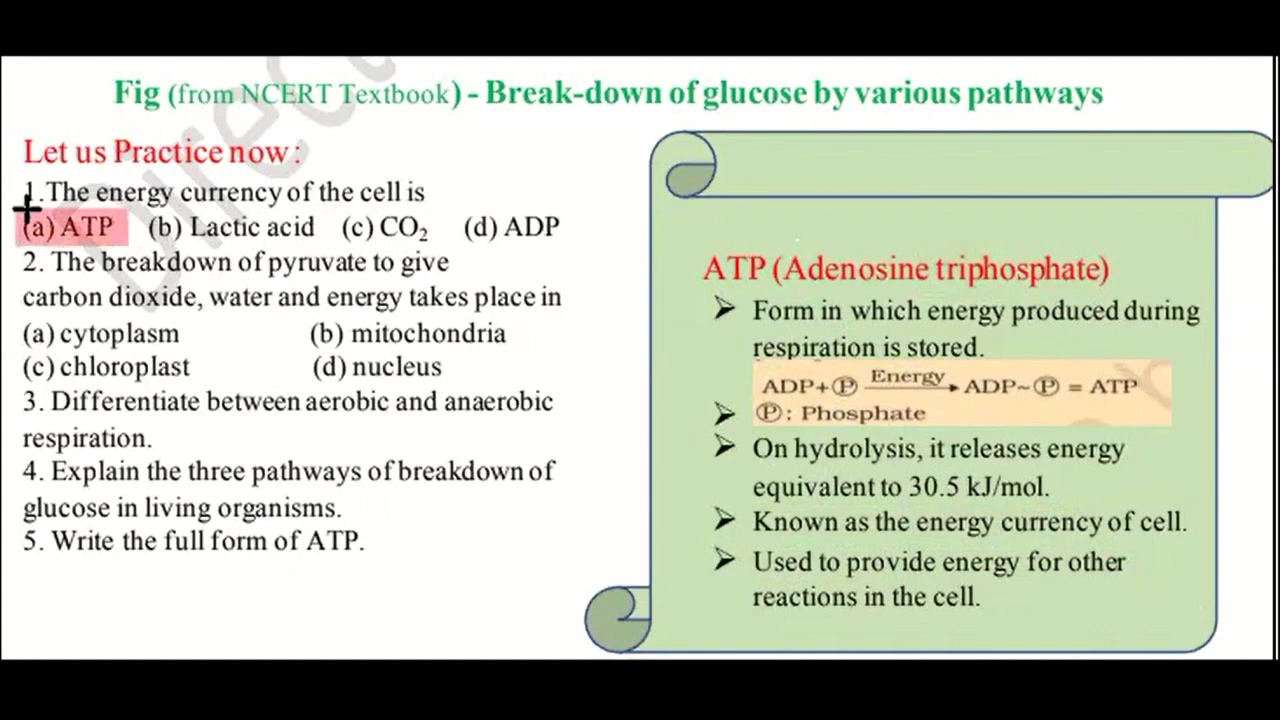 Fig (from NCERT Textbook) - Break-down of glucose by various pathways
Let us Practice now:
1.The energy currency of the cell is
(a) ATP (b) Lactic acid (c) CO₂ (d) ADP
2. The breakdown of pyruvate to give
carbon dioxide, water and energy takes place in
(a) cytoplasm (b) mitochondria
(c) chloroplast (d) nucleus
3. Differentiate between aerobic and anaerobic
respiration.
4. Explain the three pathways of breakdown of
glucose in living organisms.
5. Write the full form of ATP.
ATP (Adenosine triphosphate)
➢ Form in which energy produced during
respiration is stored.
ADP+Ⓟ Energy→ ADP~Ⓟ = ATP
➢ Ⓟ: Phosphate
➢ On hydrolysis, it releases energy
equivalent to 30.5 kJ/mol.
➢ Known as the energy currency of cell.
➢ Used to provide energy for other
reactions in the cell.